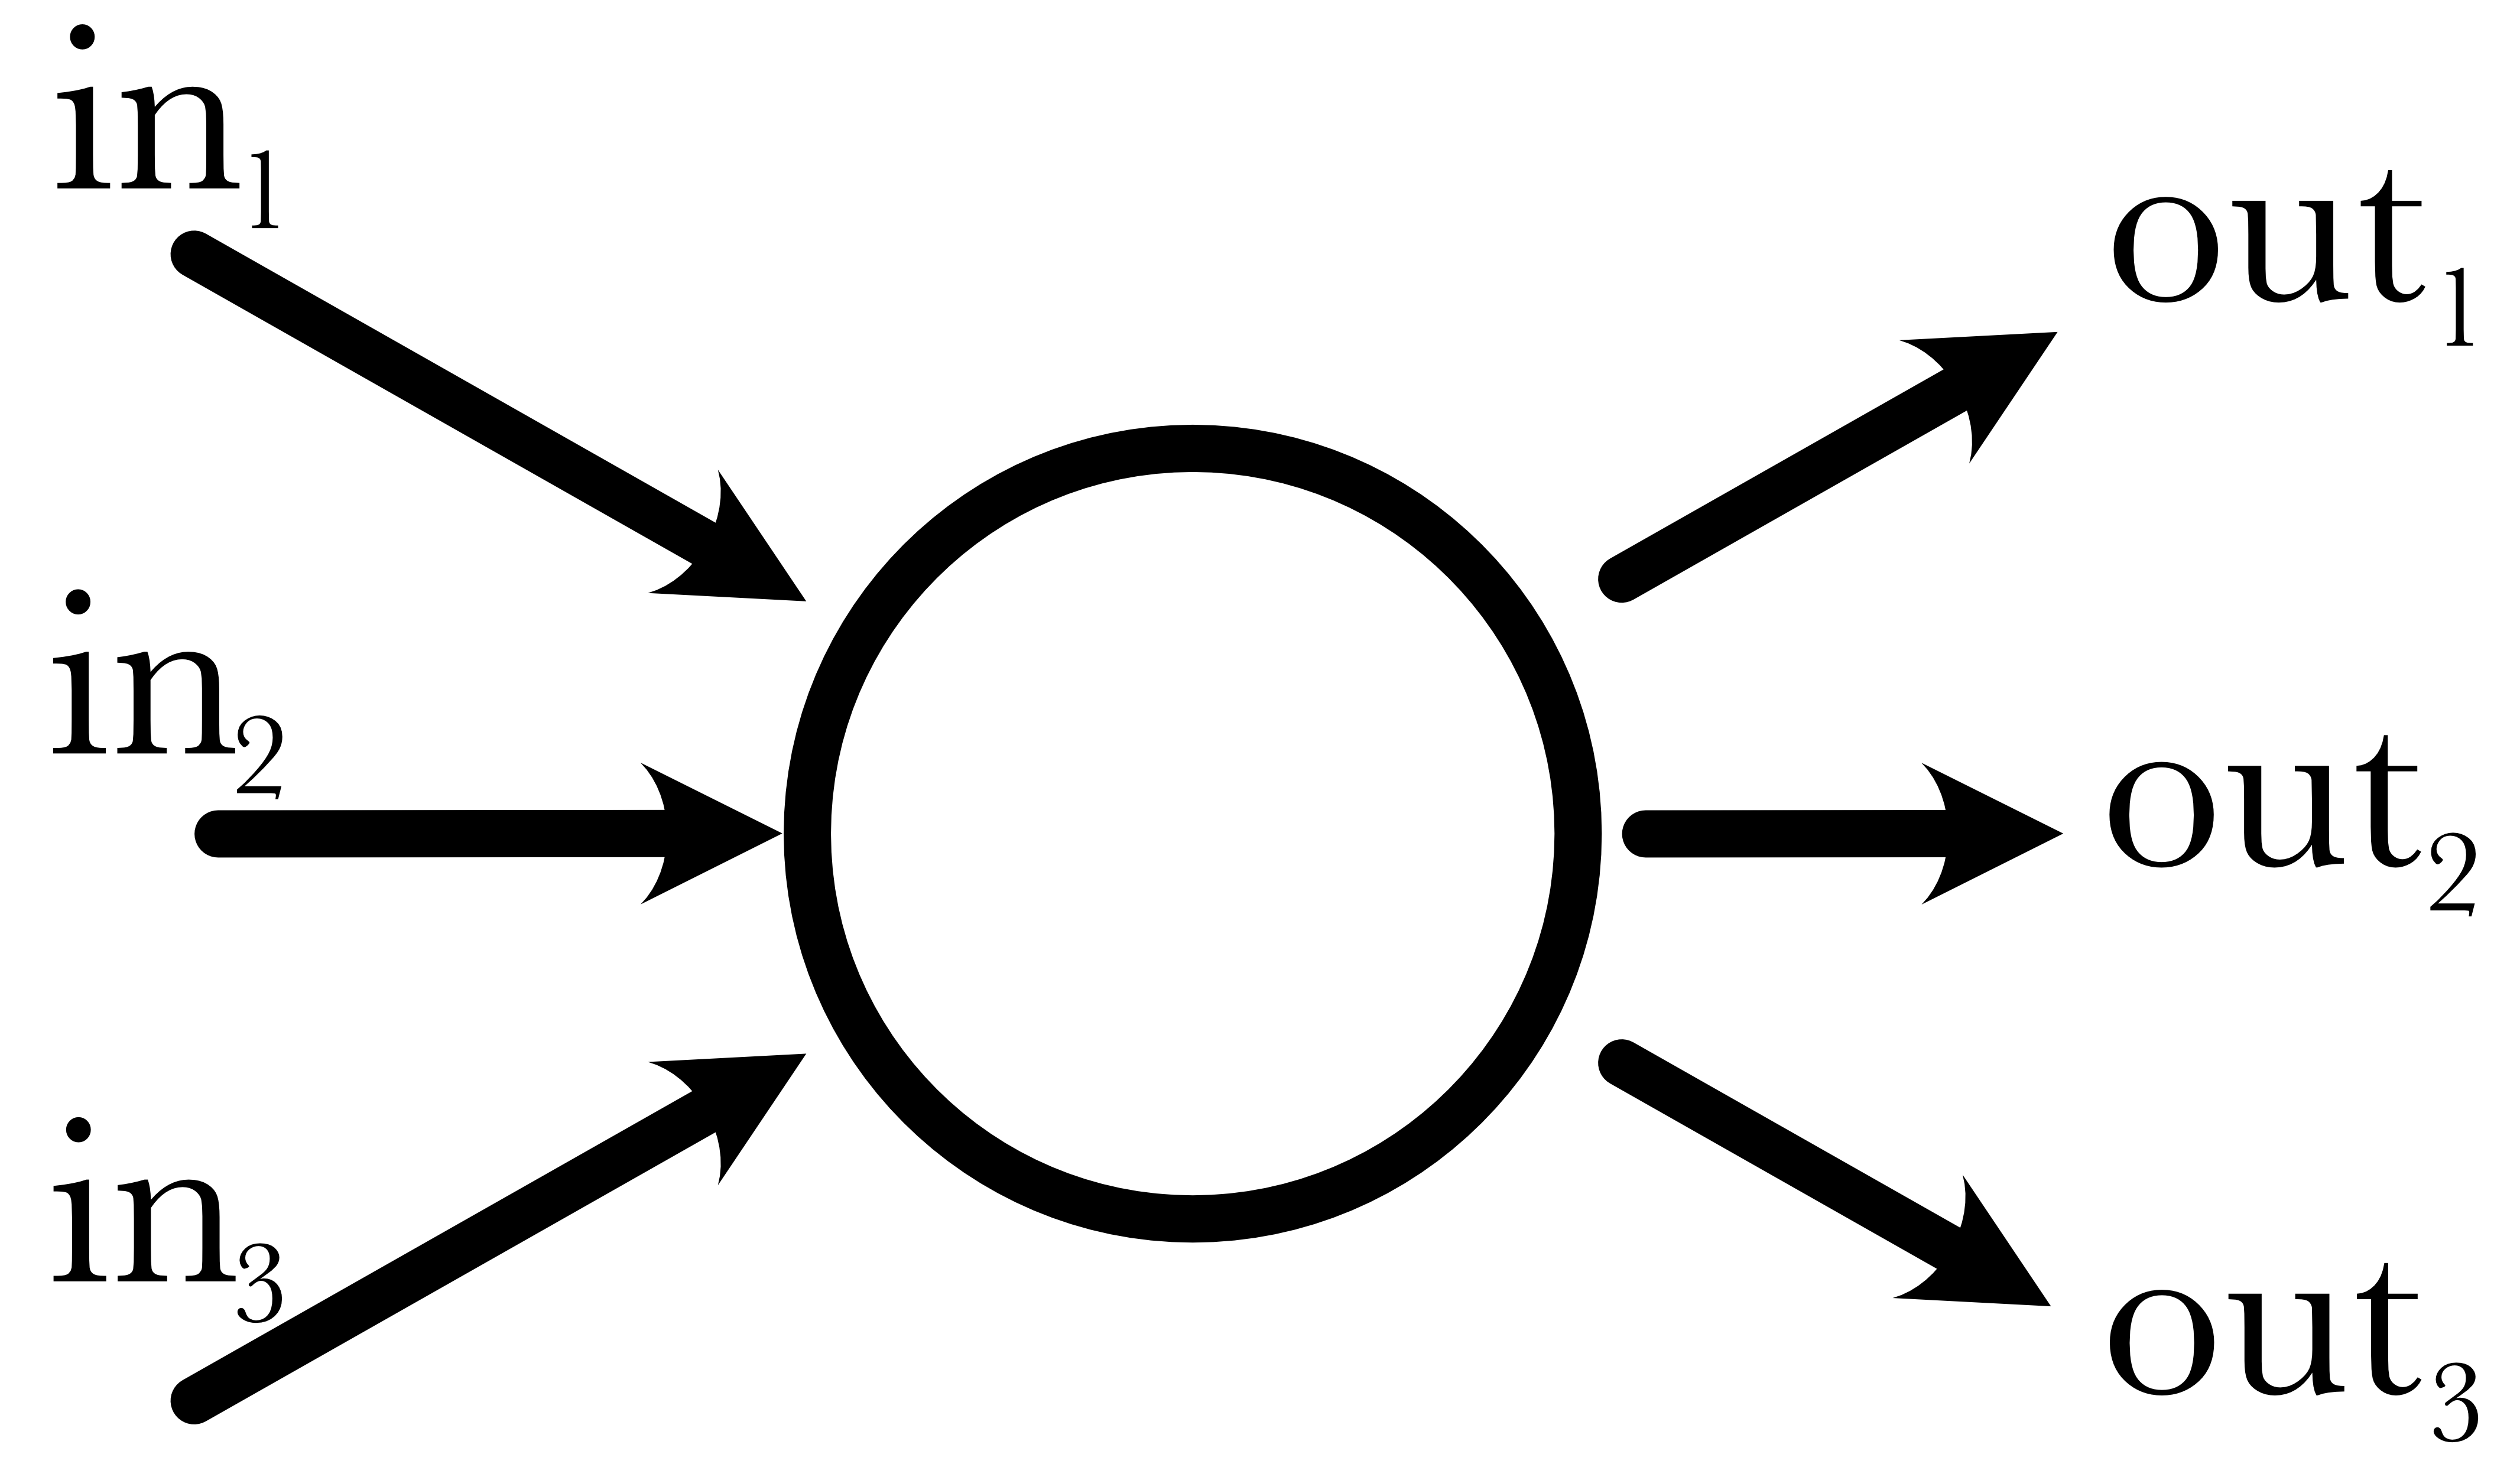 in₁
out₁
in₂
out₂
in₃
out₃